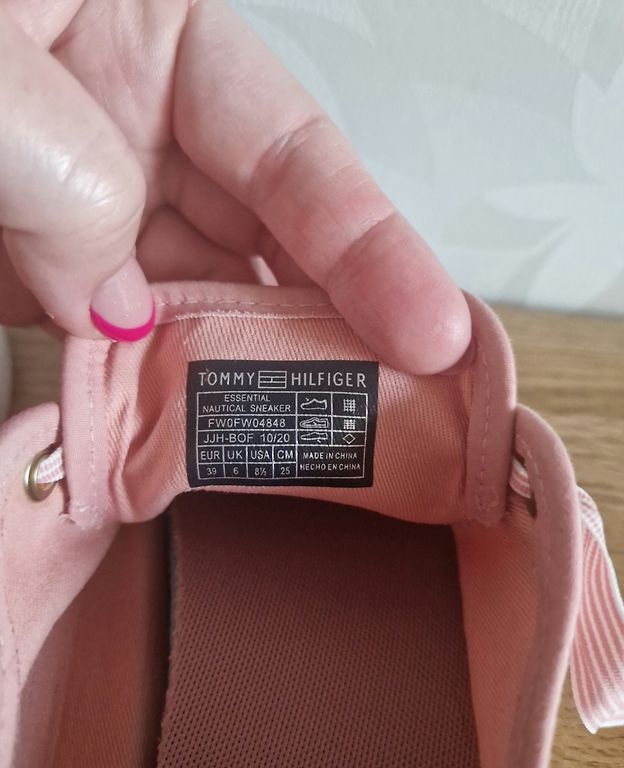 TOMMY HILFIGER
ESSENTIAL
NAUTICAL SNEAKER
FW0FW04848
JJH-BOF 10/20
EUR UK USA CM
39 6 8½ 25
MADE IN CHINA
HECHO EN CHINA